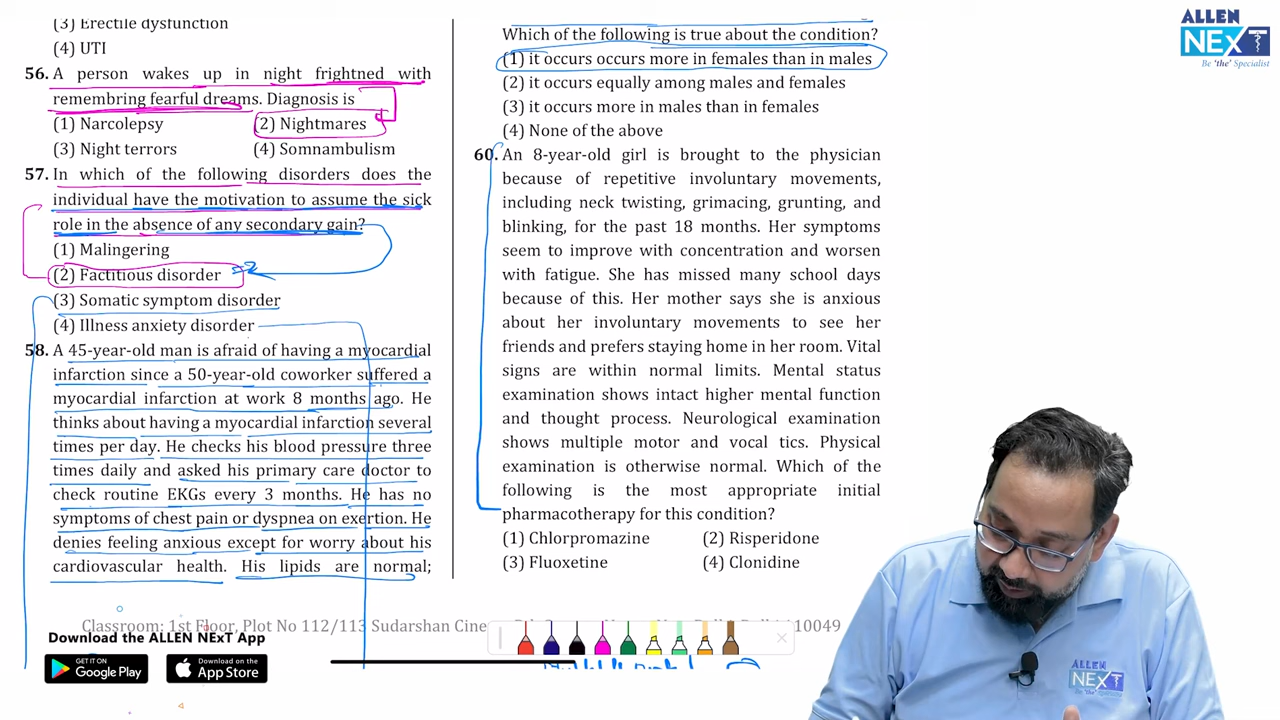 (3) Erectile dysfunction
(4) UTI
56. A person wakes up in night frightned with
remembring fearful dreams. Diagnosis is
(1) Narcolepsy (2) Nightmares
(3) Night terrors (4) Somnambulism
57. In which of the following disorders does the
individual have the motivation to assume the sick
role in the absence of any secondary gain?
(1) Malingering
(2) Factitious disorder
(3) Somatic symptom disorder
(4) Illness anxiety disorder
58. A 45-year-old man is afraid of having a myocardial
infarction since a 50-year-old coworker suffered a
myocardial infarction at work 8 months ago. He
thinks about having a myocardial infarction several
times per day. He checks his blood pressure three
times daily and asked his primary care doctor to
check routine EKGs every 3 months. He has no
symptoms of chest pain or dyspnea on exertion. He
denies feeling anxious except for worry about his
cardiovascular health. His lipids are normal;
Which of the following is true about the condition?
(1) it occurs occurs more in females than in males
(2) it occurs equally among males and females
(3) it occurs more in males than in females
(4) None of the above
60. An 8-year-old girl is brought to the physician
because of repetitive involuntary movements,
including neck twisting, grimacing, grunting, and
blinking, for the past 18 months. Her symptoms
seem to improve with concentration and worsen
with fatigue. She has missed many school days
because of this. Her mother says she is anxious
about her involuntary movements to see her
friends and prefers staying home in her room. Vital
signs are within normal limits. Mental status
examination shows intact higher mental function
and thought process. Neurological examination
shows multiple motor and vocal tics. Physical
examination is otherwise normal. Which of the
following is the most appropriate initial
pharmacotherapy for this condition?
(1) Chlorpromazine (2) Risperidone
(3) Fluoxetine (4) Clonidine
Classroom: 1st Floor, Plot No 112/113 Sudarshan
Download the ALLEN NExT App
GET IT ON
Google Play
Download on the
App Store
ALLEN
NEXT
Be 'the' Specialist
ALLEN
NEXT
Be 'the' Specialist